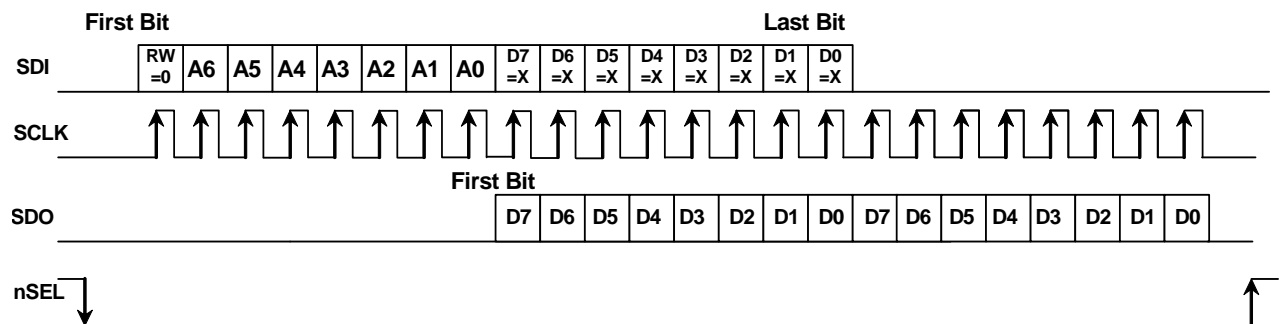 First Bit Last Bit
SDI RW =0 A6 A5 A4 A3 A2 A1 A0 D7 =X D6 =X D5 =X D4 =X D3 =X D2 =X D1 =X D0 =X
SCLK
First Bit
SDO D7 D6 D5 D4 D3 D2 D1 D0 D7 D6 D5 D4 D3 D2 D1 D0
nSEL